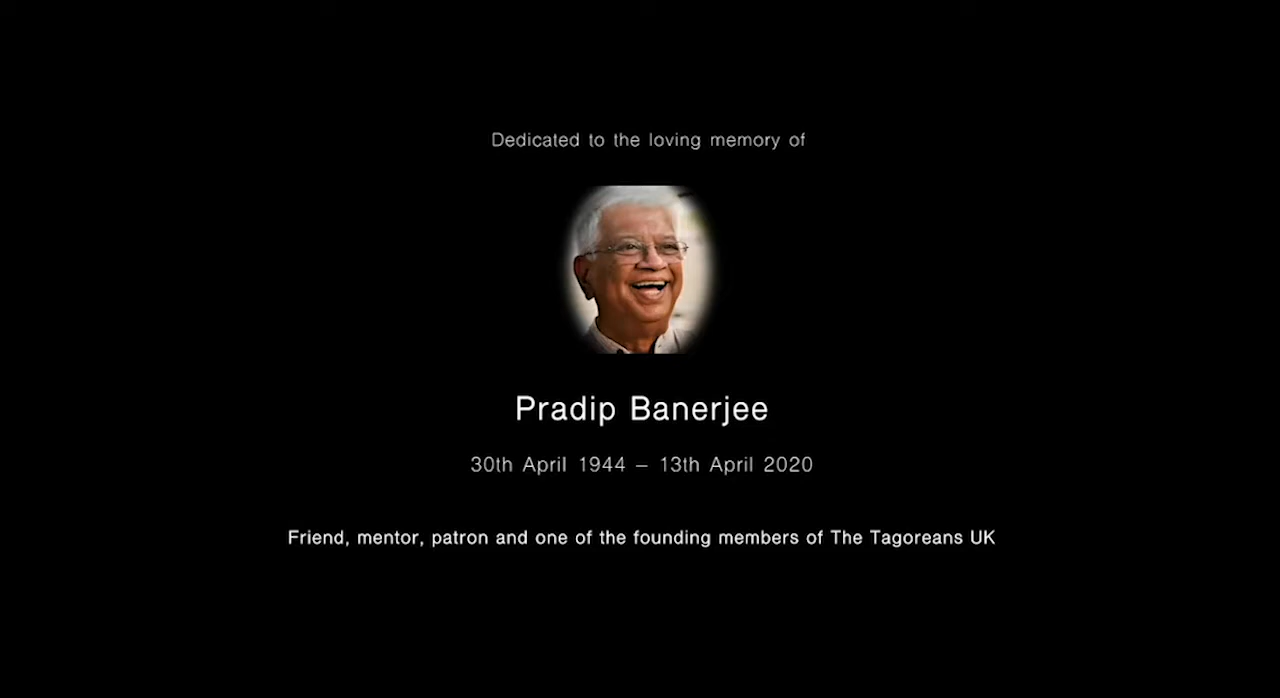 Dedicated to the loving memory of
Pradip Banerjee
30th April 1944 – 13th April 2020
Friend, mentor, patron and one of the founding members of The Tagoreans UK